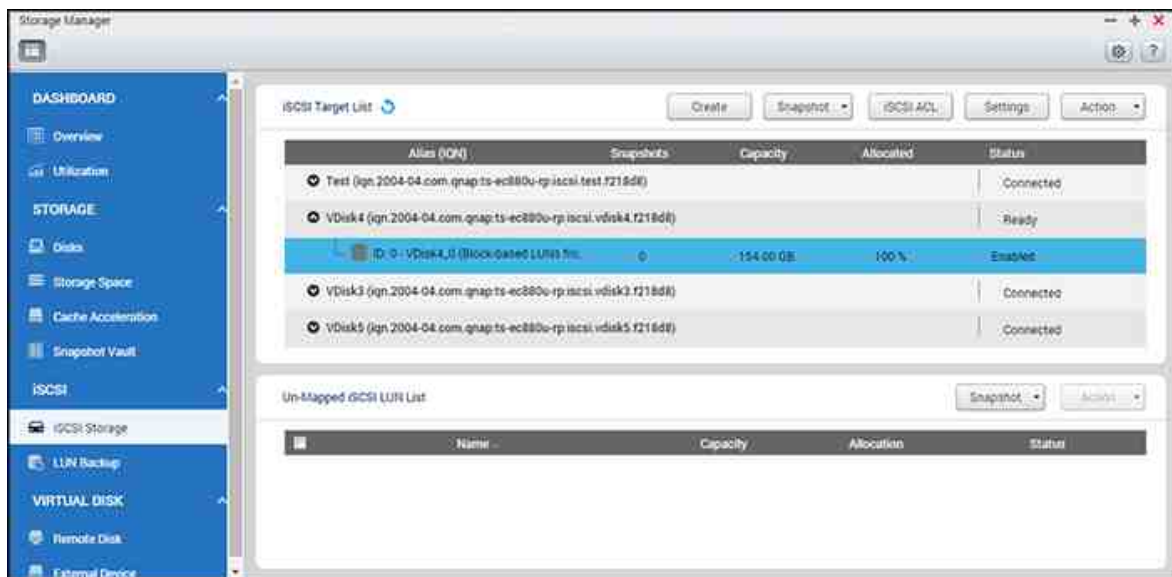 Storage Manager
DASHBOARD
Overview
Utilization
STORAGE
Disks
Storage Space
Cache Acceleration
Snapshot Vault
iSCSI
iSCSI Storage
LUN Backup
VIRTUAL DISK
Remote Disk
External Device
iSCSI Target List
Create
Snapshot
iSCSI ACL
Settings
Action
Alias (IQN) Snapshots Capacity Allocated Status
Test (iqn.2004-04.com.qnap:ts-ec880u-rp:iscsi.test.f218d8) Connected
VDisk4 (iqn.2004-04.com.qnap:ts-ec880u-rp:iscsi.vdisk4.f218d8) Ready
ID: 0 - VDisk4_0 (Block-based LUNs fro... 0 154.00 GB 100 % Enabled
VDisk3 (iqn.2004-04.com.qnap:ts-ec880u-rp:iscsi.vdisk3.f218d8) Connected
VDisk5 (iqn.2004-04.com.qnap:ts-ec880u-rp:iscsi.vdisk5.f218d8) Connected
Un-Mapped iSCSI LUN List
Snapshot
Action
Name Capacity Allocation Status